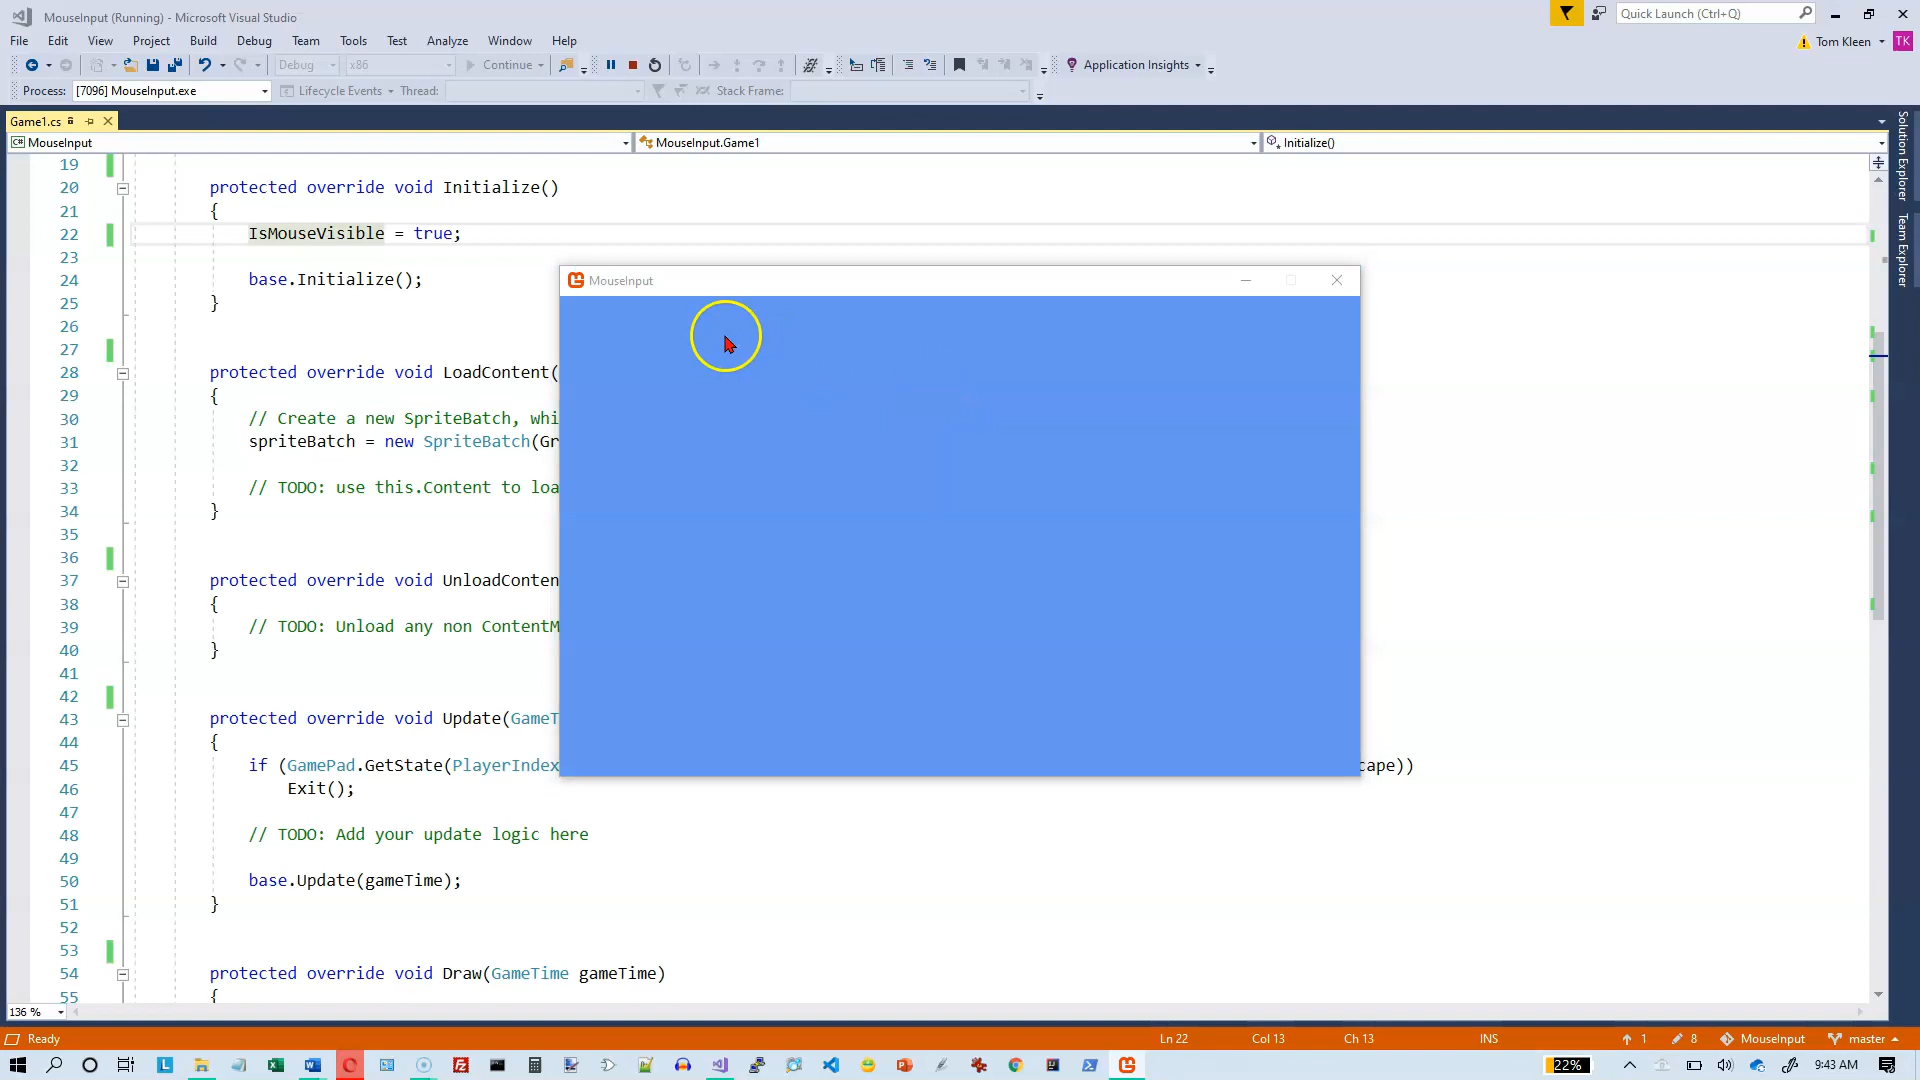 MouseInput (Running) - Microsoft Visual Studio
Quick Launch (Ctrl+Q)
File Edit View Project Build Debug Team Tools Test Analyze Window Help
Tom Kleen TK
Debug x86 Continue Application Insights
Process: [7096] MouseInput.exe Lifecycle Events Thread: Stack Frame:
Game1.cs
C# MouseInput MouseInput.Game1 Initialize()
Solution Explorer
Team Explorer
19
20 protected override void Initialize()
21 {
22 IsMouseVisible = true;
23
24 base.Initialize();
25 }
26
27
28 protected override void LoadContent(
29 {
30 // Create a new SpriteBatch, whi
31 spriteBatch = new SpriteBatch(Gr
32
33 // TODO: use this.Content to loa
34 }
35
36
37 protected override void UnloadConten
38 {
39 // TODO: Unload any non ContentM
40 }
41
42
43 protected override void Update(GameT
44 {
45 if (GamePad.GetState(PlayerIndex cape))
46 Exit();
47
48 // TODO: Add your update logic here
49
50 base.Update(gameTime);
51 }
52
53
54 protected override void Draw(GameTime gameTime)
55 {
MouseInput
136 %
Ready Ln 22 Col 13 Ch 13 INS 1 8 MouseInput master
22% 9:43 AM